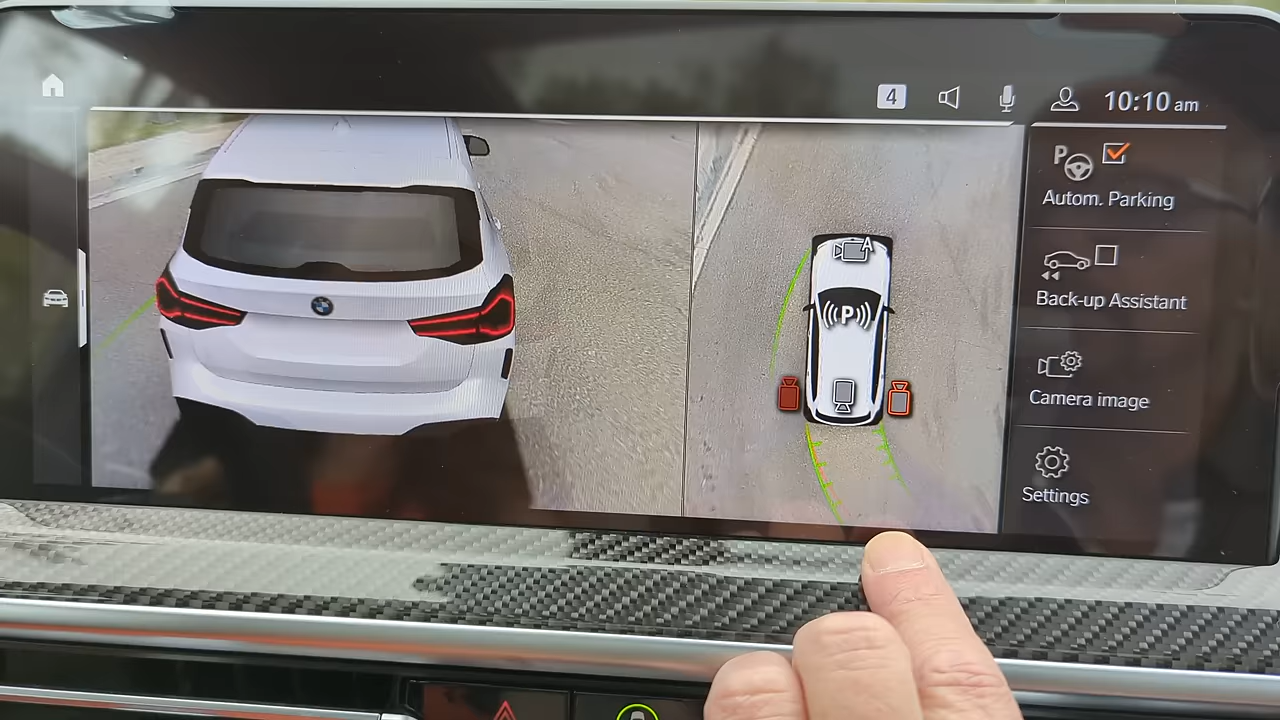 4
10:10 am
P
Autom. Parking
A
P
Back-up Assistant
Camera image
Settings